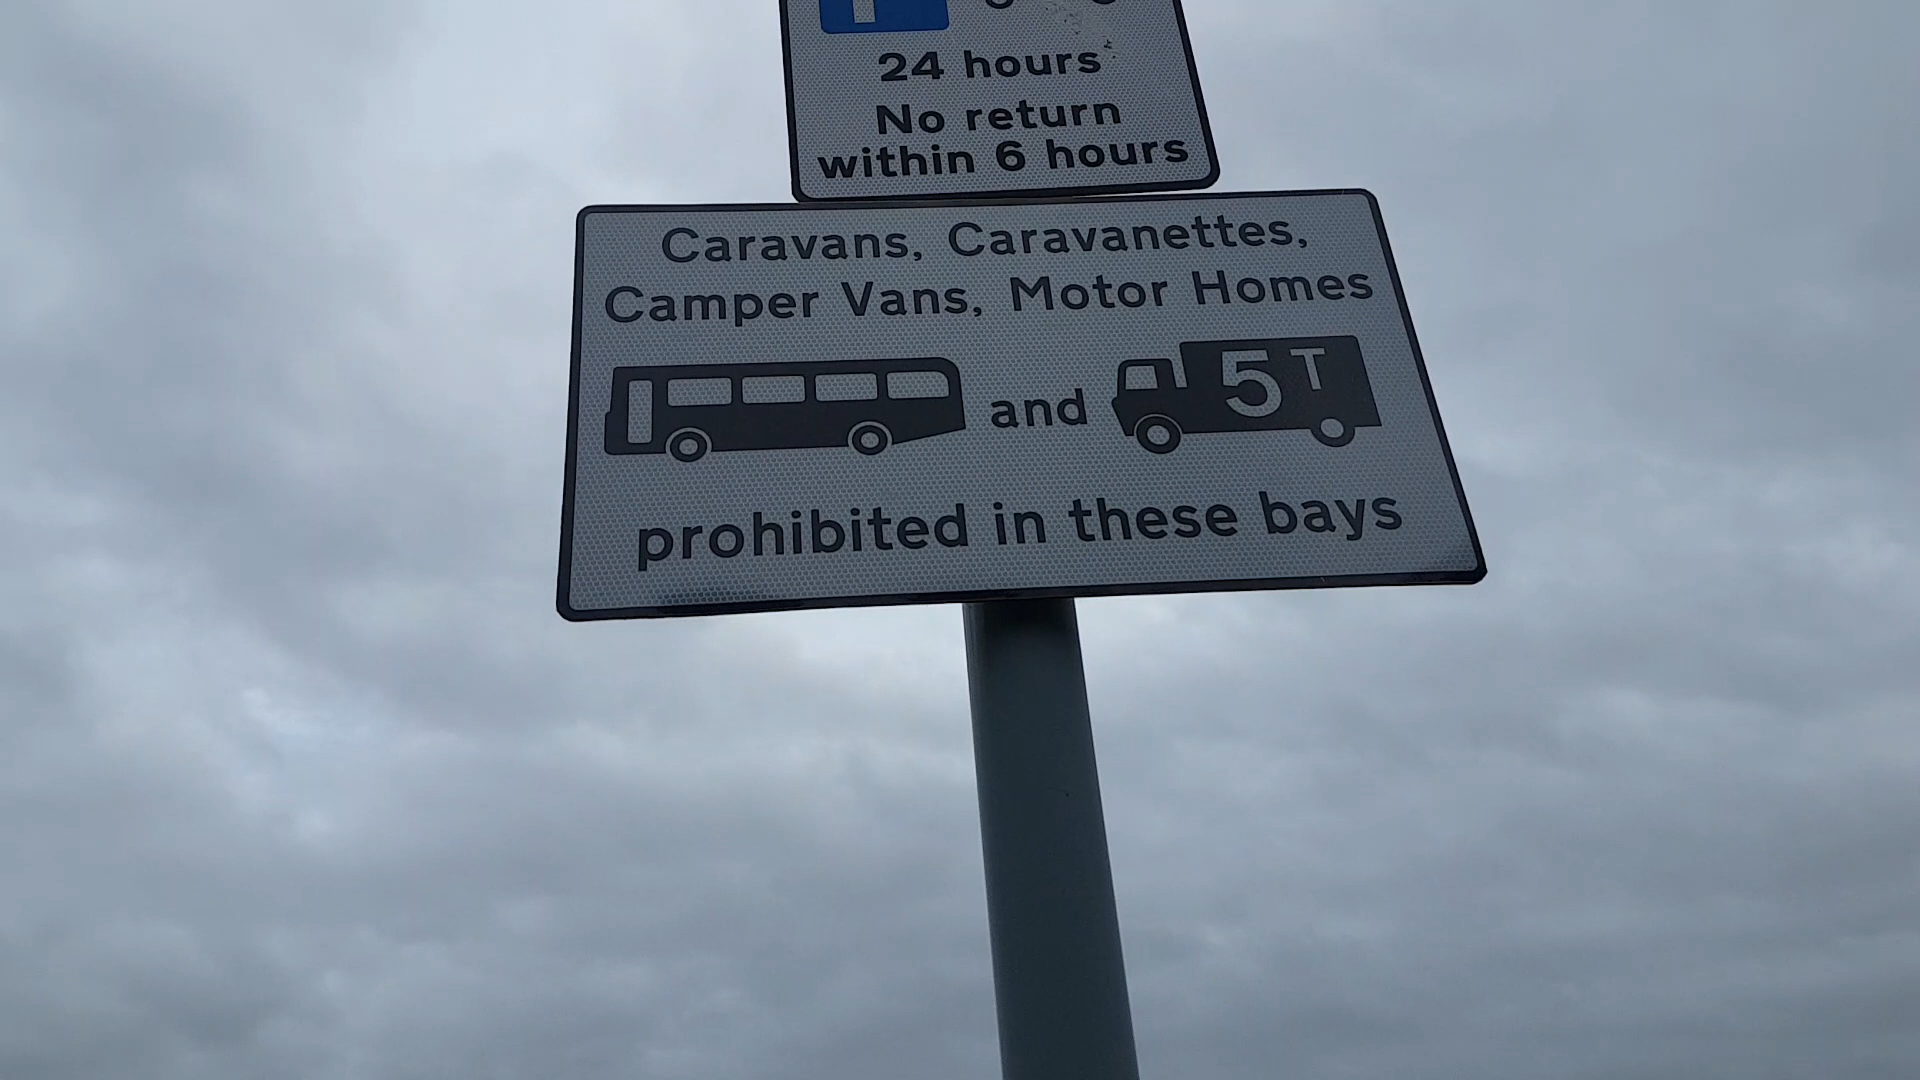 24 hours
No return
within 6 hours
Caravans, Caravanettes,
Camper Vans, Motor Homes
and 5T
prohibited in these bays